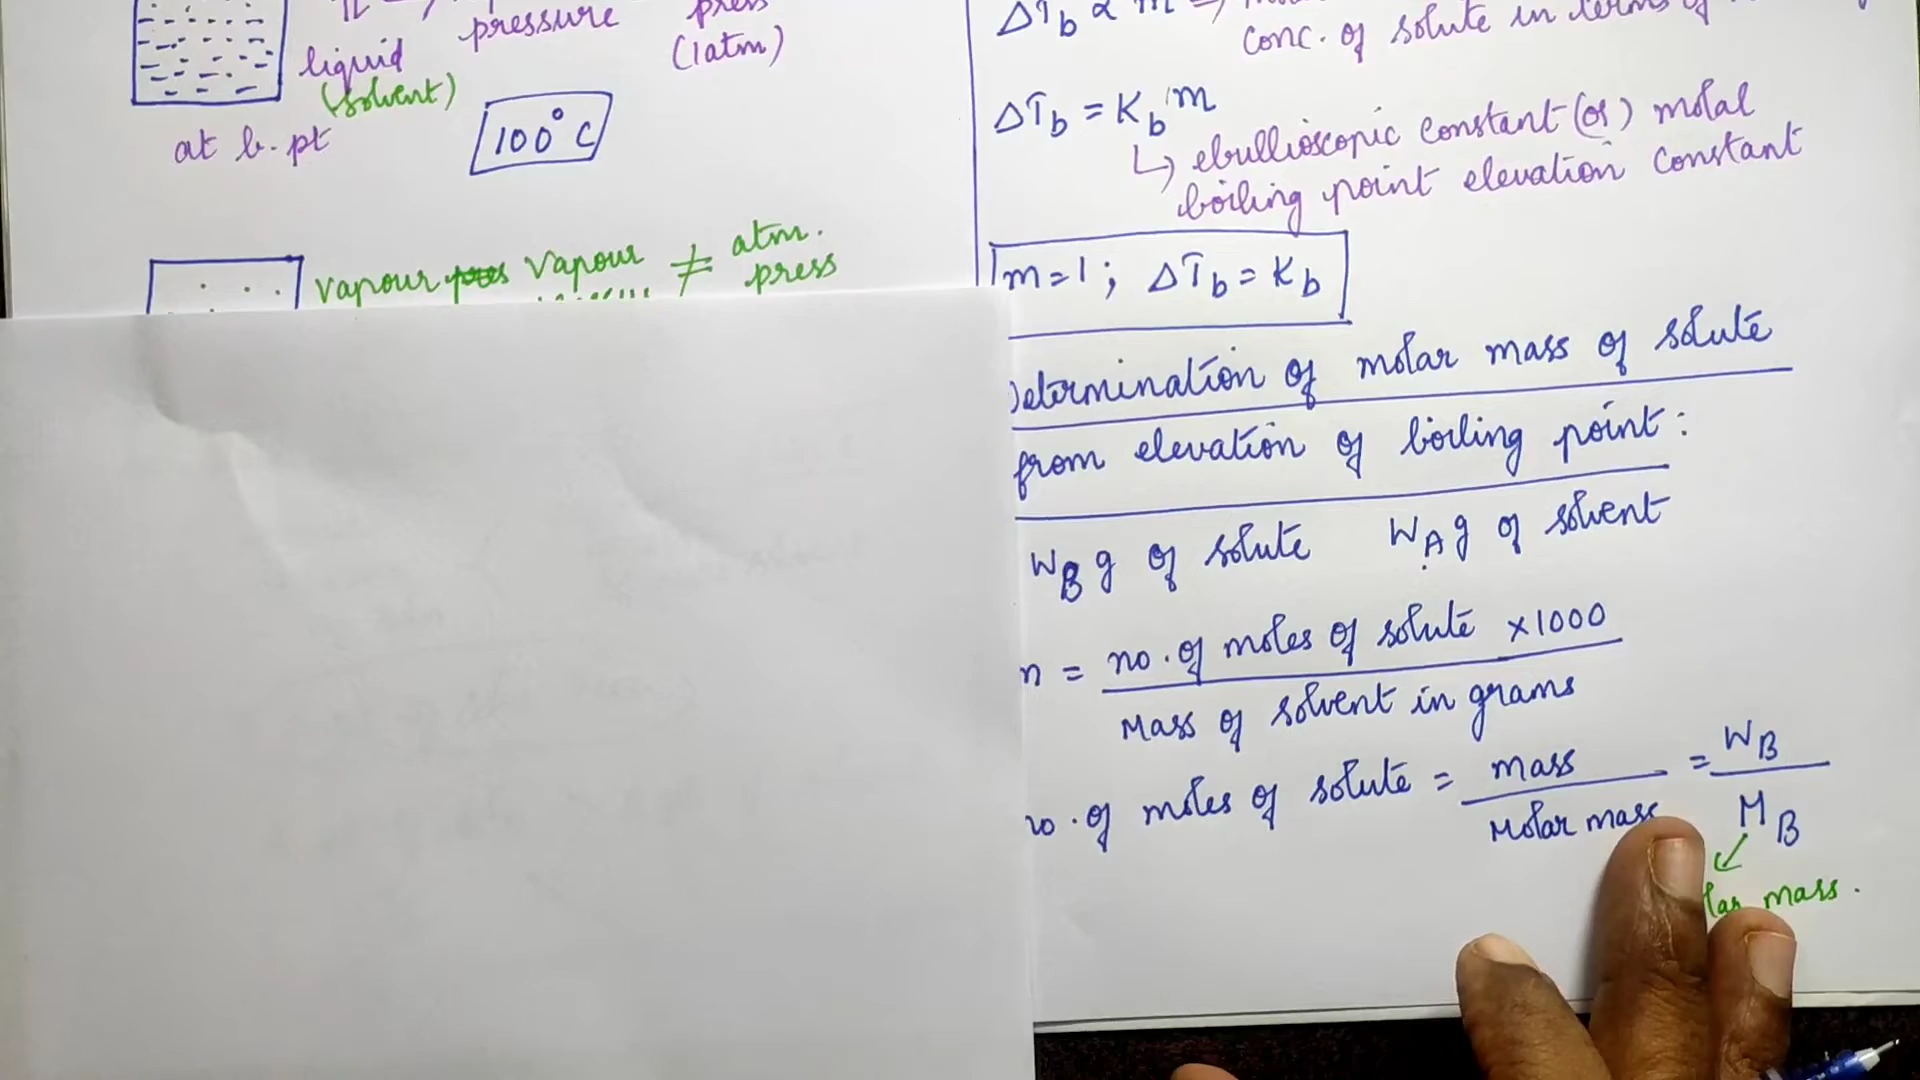 pressure
liquid
(solvent)
(1atm)
at b.pt
100°C
vapour vapour ≠ atm.
press
ΔTb ∝ m →
conc. of solute in terms of
ΔTb = Kb m
↳ ebullioscopic constant (or) molal
boiling point elevation constant
m=1 ; ΔTb = Kb
Determination of molar mass of solute
from elevation of boiling point:
WB g of solute WA g of solvent
m = no. of moles of solute ×1000
Mass of solvent in grams
no. of moles of solute = mass = WB
Molar mass MB
mass.